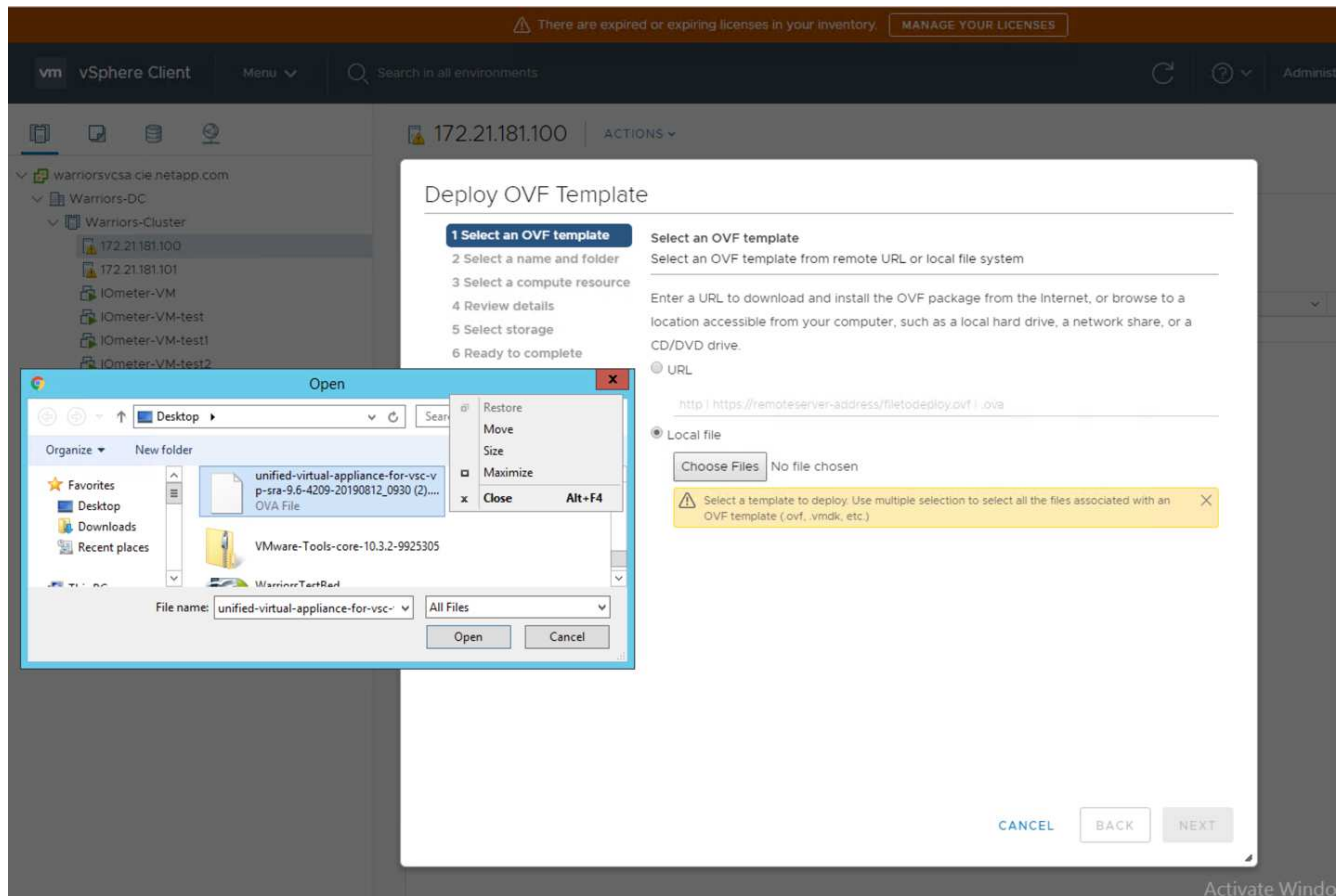 There are expired or expiring licenses in your inventory. MANAGE YOUR LICENSES
vm vSphere Client Menu Search in all environments Adminis
172.21.181.100 ACTIONS
warriorsvcsa.cie.netapp.com
Warriors-DC
Warriors-Cluster
172.21.181.100
172.21.181.101
IOmeter-VM
IOmeter-VM-test
IOmeter-VM-test1
IOmeter-VM-test2
Deploy OVF Template
1 Select an OVF template
2 Select a name and folder
3 Select a compute resource
4 Review details
5 Select storage
6 Ready to complete
Select an OVF template
Select an OVF template from remote URL or local file system
Enter a URL to download and install the OVF package from the Internet, or browse to a
location accessible from your computer, such as a local hard drive, a network share, or a
CD/DVD drive.
URL
http | https://remoteserver-address/filetodeploy.ovf | .ova
Local file
Choose Files No file chosen
Select a template to deploy. Use multiple selection to select all the files associated with an
OVF template (.ovf, .vmdk, etc.)
CANCEL BACK NEXT
Open
Desktop
Sear
Organize New folder
Favorites
Desktop
Downloads
Recent places
unified-virtual-appliance-for-vsc-v
p-sra-9.6-4209-20190812_0930 (2)....
OVA File
VMware-Tools-core-10.3.2-9925305
WarriorsTestBed
Restore
Move
Size
Maximize
x Close Alt+F4
File name: unified-virtual-appliance-for-vsc- All Files
Open Cancel
Activate Windo